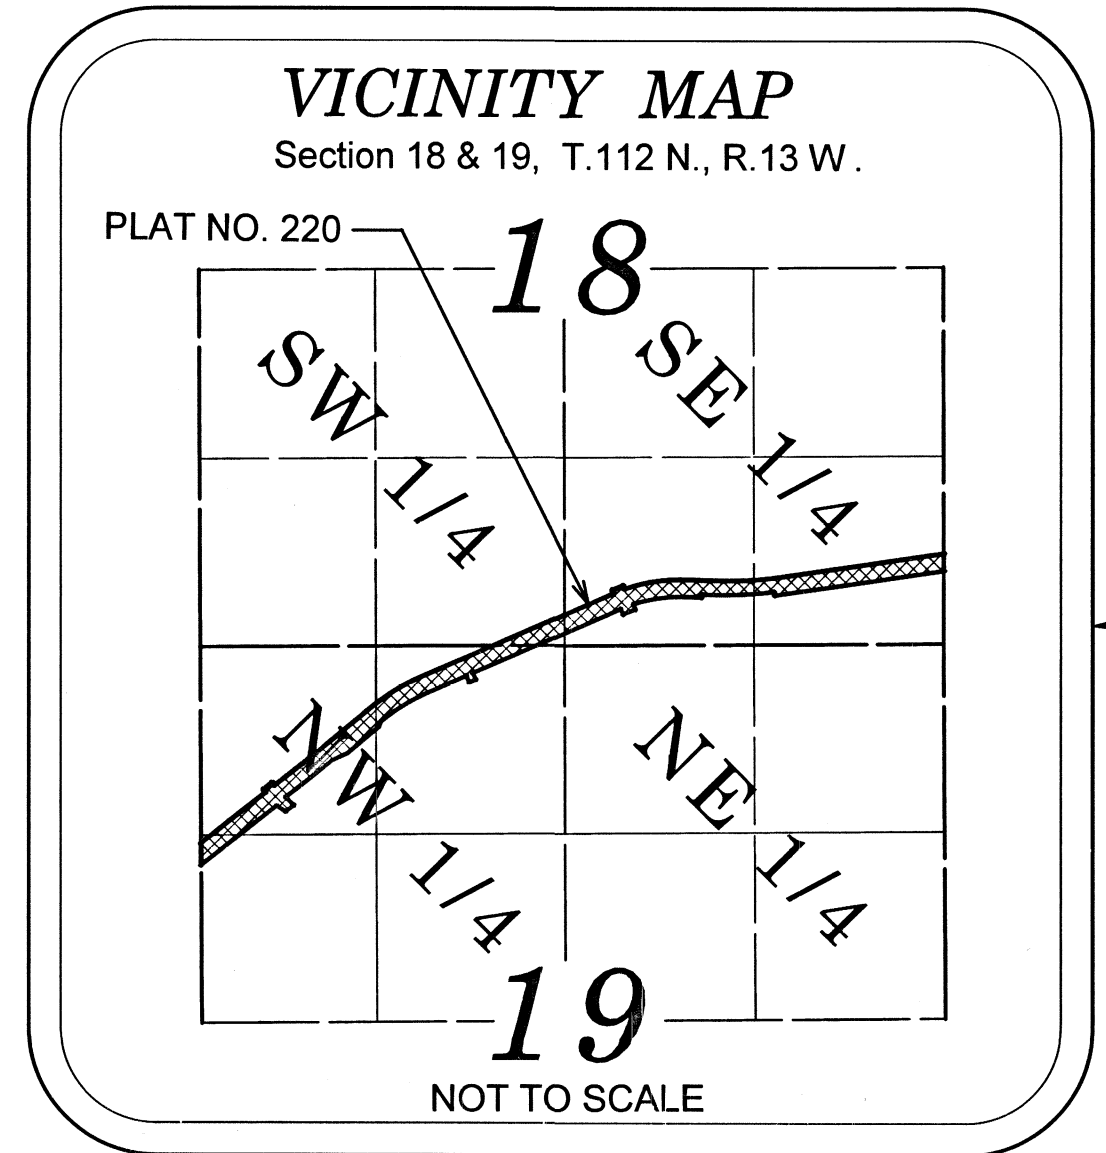 VICINITY MAP
Section 18 & 19, T.112 N., R.13 W.
PLAT NO. 220
18
SW 1/4
SE 1/4
NW 1/4
NE 1/4
19
NOT TO SCALE